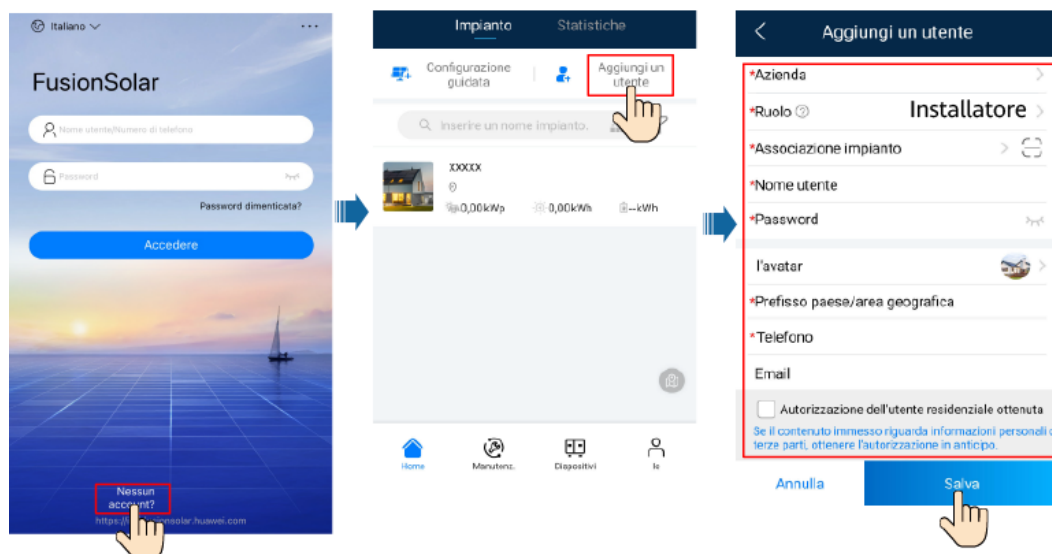 Italiano
...
FusionSolar
Nome utente/Numero di telefono
Password
Password dimenticata?
Accedere
Nessun
account?
huawei.com
Impianto
Statistiche
Configurazione
guidata
Aggiungi un
utente
Inserire un nome impianto.
XXXXX
0,00kWp
0,00kWh
--kWh
Home
Manutenz.
Dispositivi
Io
Aggiungi un utente
*Azienda
*Ruolo
Installatore
*Associazione impianto
*Nome utente
*Password
l'avatar
*Prefisso paese/area geografica
*Telefono
Email
Autorizzazione dell'utente residenziale ottenuta
Se il contenuto immesso riguarda informazioni personali
terze parti, ottenere l'autorizzazione in anticipo.
Annulla
Salva